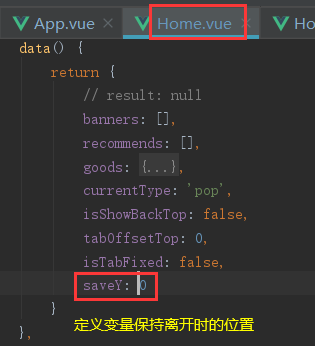 App.vue Home.vue Ho
data() {
return {
// result: null
banners: [],
recommends: [],
goods: {...},
currentType: 'pop',
isShowBackTop: false,
tabOffsetTop: 0,
isTabFixed: false,
saveY: 0
}
定义变量保持离开时的位置
},